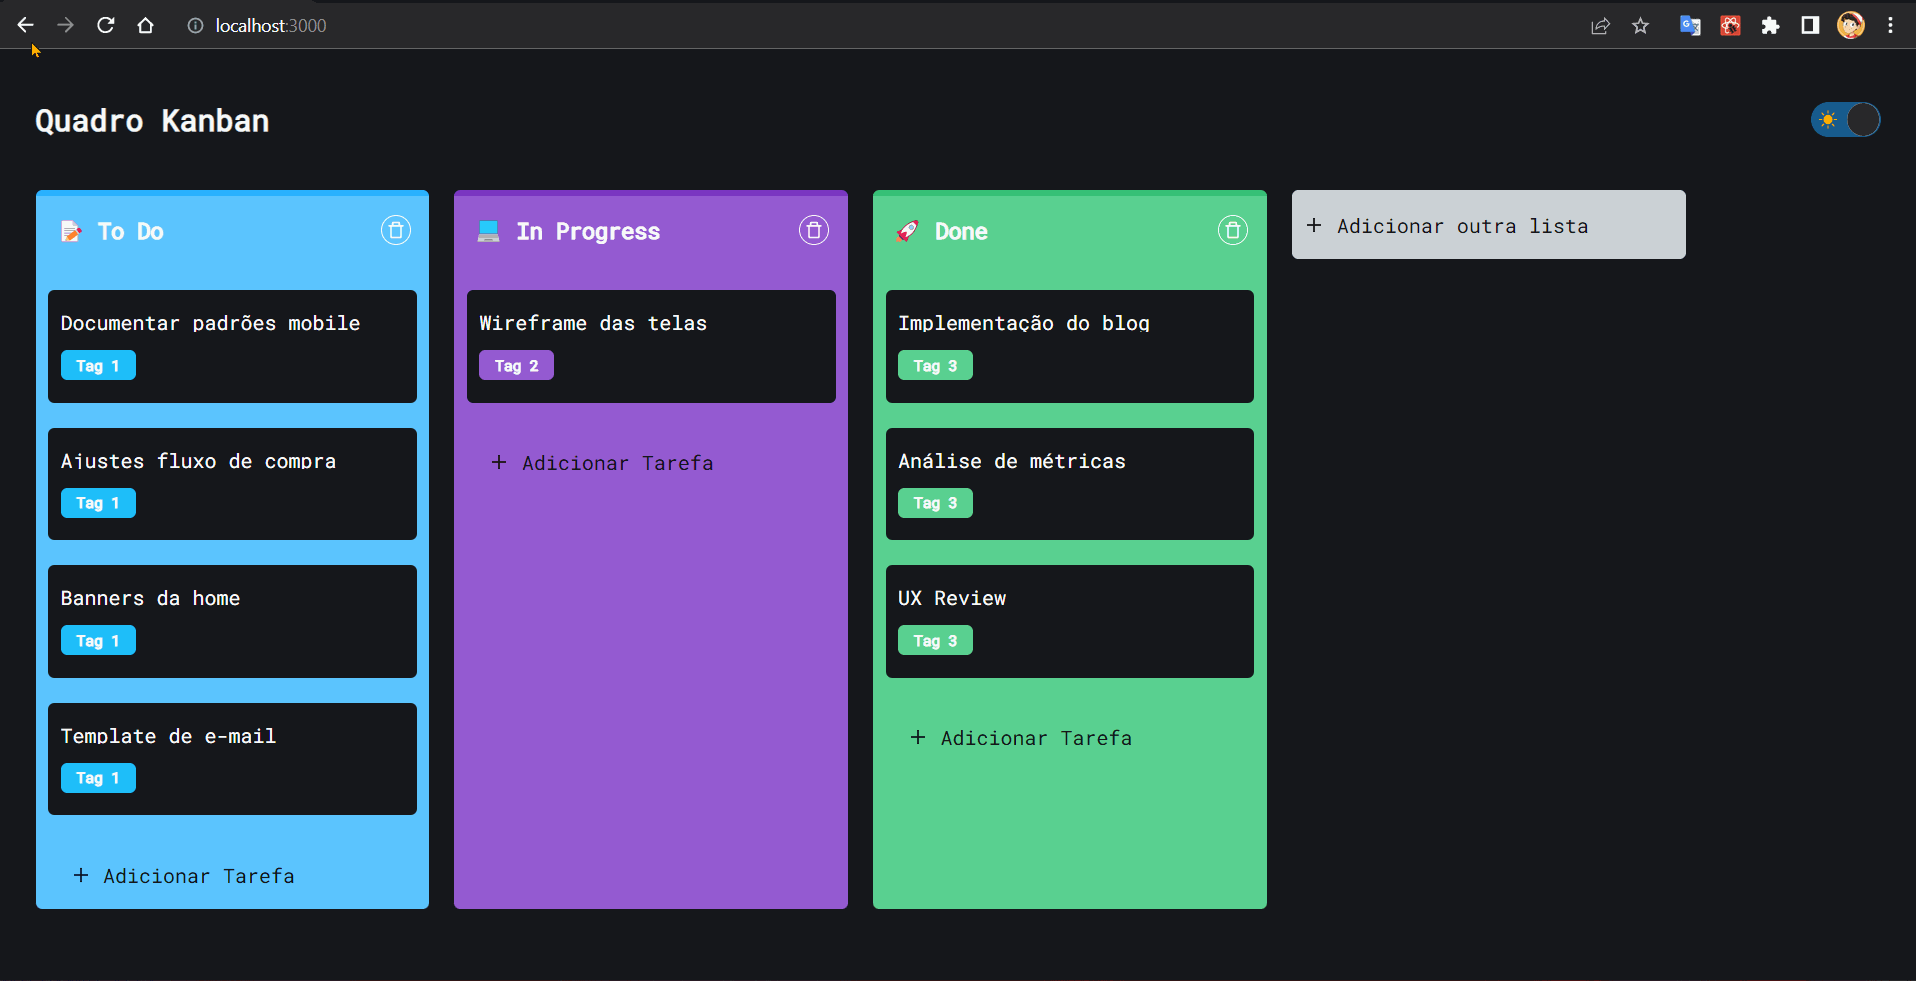 localhost:3000
Quadro Kanban
To Do
Documentar padrões mobile
Tag 1
Ajustes fluxo de compra
Tag 1
Banners da home
Tag 1
Template de e-mail
Tag 1
+ Adicionar Tarefa
In Progress
Wireframe das telas
Tag 2
+ Adicionar Tarefa
Done
Implementação do blog
Tag 3
Análise de métricas
Tag 3
UX Review
Tag 3
+ Adicionar Tarefa
+ Adicionar outra lista